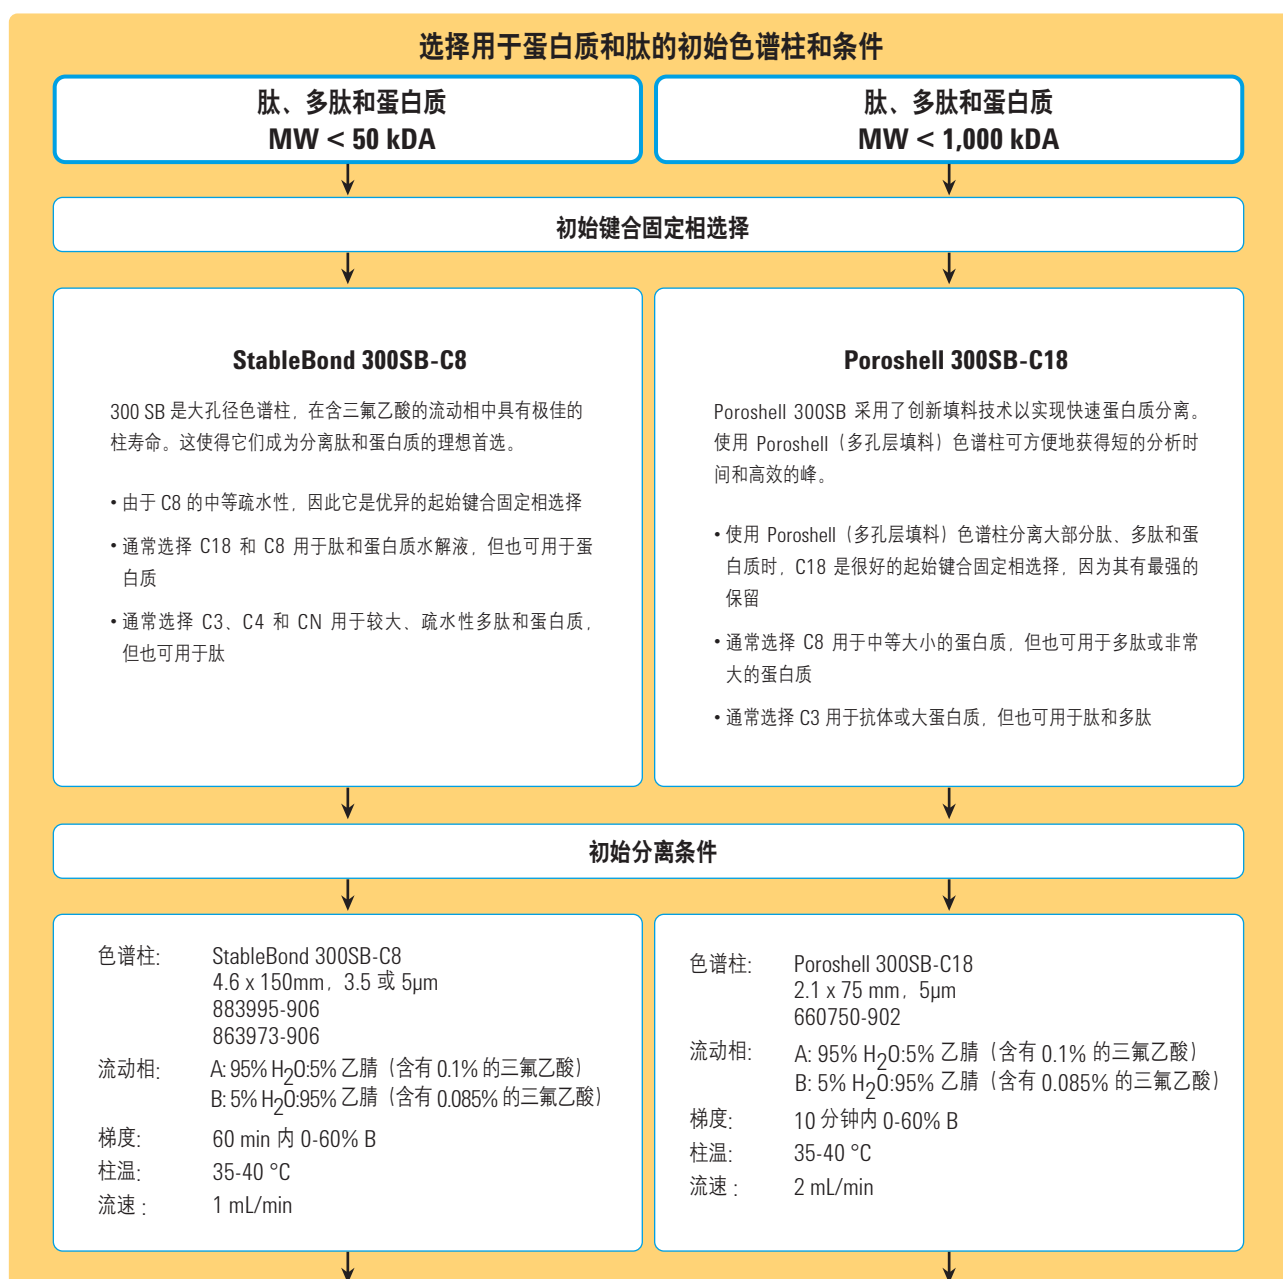 选择用于蛋白质和肽的初始色谱柱和条件
肽、多肽和蛋白质
MW < 50 kDA
肽、多肽和蛋白质
MW < 1,000 kDA
初始键合固定相选择
StableBond 300SB-C8
300 SB 是大孔径色谱柱，在含三氟乙酸的流动相中具有极佳的
柱寿命。这使得它们成为分离肽和蛋白质的理想首选。
• 由于 C8 的中等疏水性，因此它是优异的起始键合固定相选择
• 通常选择 C18 和 C8 用于肽和蛋白质水解液，但也可用于蛋
白质
• 通常选择 C3、C4 和 CN 用于较大、疏水性多肽和蛋白质，
但也可用于肽
Poroshell 300SB-C18
Poroshell 300SB 采用了创新填料技术以实现快速蛋白质分离。
使用 Poroshell（多孔层填料）色谱柱可方便地获得短的分析时
间和高效的峰。
• 使用 Poroshell（多孔层填料）色谱柱分离大部分肽、多肽和蛋
白质时，C18 是很好的起始键合固定相选择，因为其有最强的
保留
• 通常选择 C8 用于中等大小的蛋白质，但也可用于多肽或非常
大的蛋白质
• 通常选择 C3 用于抗体或大蛋白质，但也可用于肽和多肽
初始分离条件
色谱柱: StableBond 300SB-C8
4.6 x 150mm，3.5 或 5µm
883995-906
863973-906
流动相: A: 95% H₂O:5% 乙腈（含有 0.1% 的三氟乙酸）
B: 5% H₂O:95% 乙腈（含有 0.085% 的三氟乙酸）
梯度: 60 min 内 0-60% B
柱温: 35-40 °C
流速 : 1 mL/min
色谱柱: Poroshell 300SB-C18
2.1 x 75 mm，5µm
660750-902
流动相: A: 95% H₂O:5% 乙腈（含有 0.1% 的三氟乙酸）
B: 5% H₂O:95% 乙腈（含有 0.085% 的三氟乙酸）
梯度: 10 分钟内 0-60% B
柱温: 35-40 °C
流速 : 2 mL/min